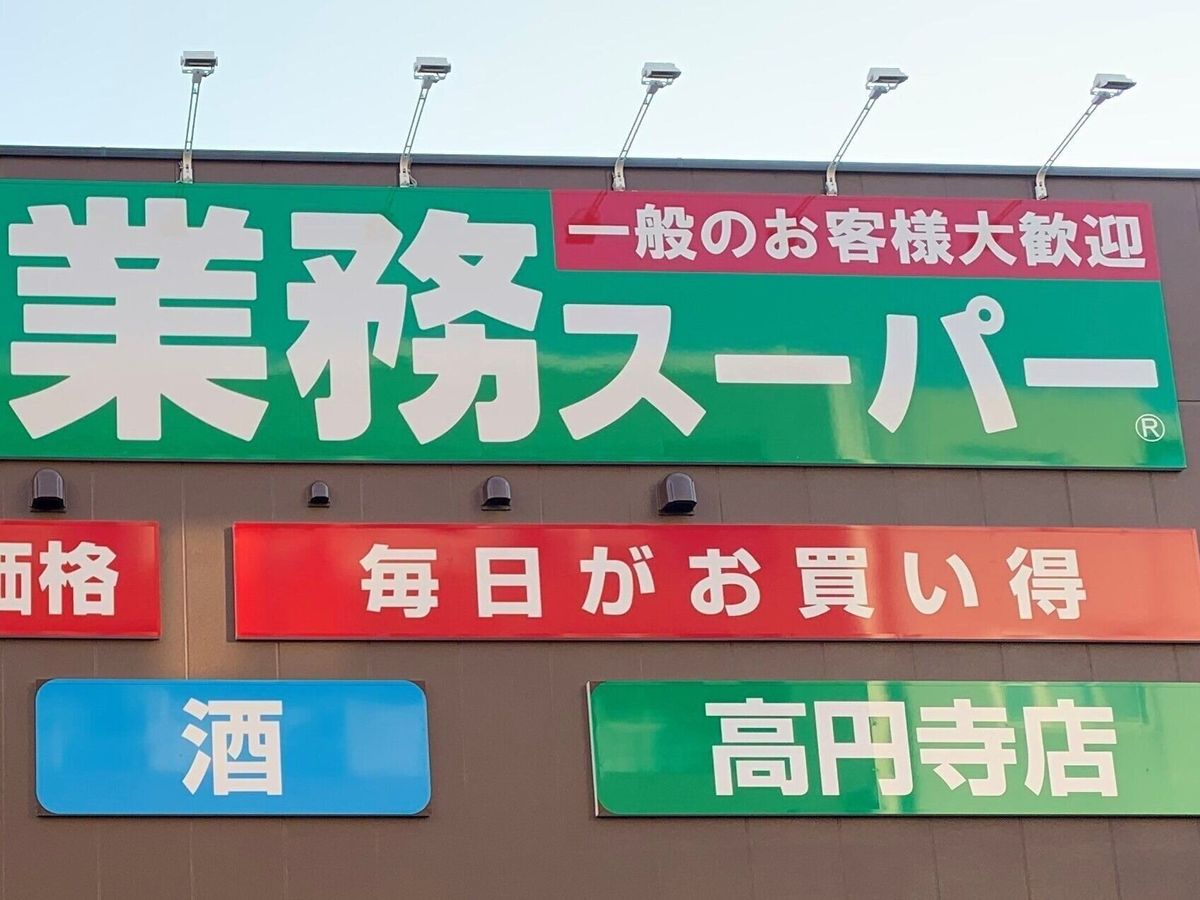 一般のお客様大歓迎
業務スーパー®
価格
毎日がお買い得
酒
高円寺店